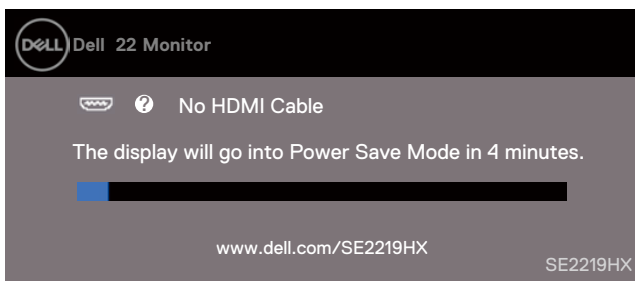 DELL Dell 22 Monitor
? No HDMI Cable
The display will go into Power Save Mode in 4 minutes.
www.dell.com/SE2219HX
SE2219HX